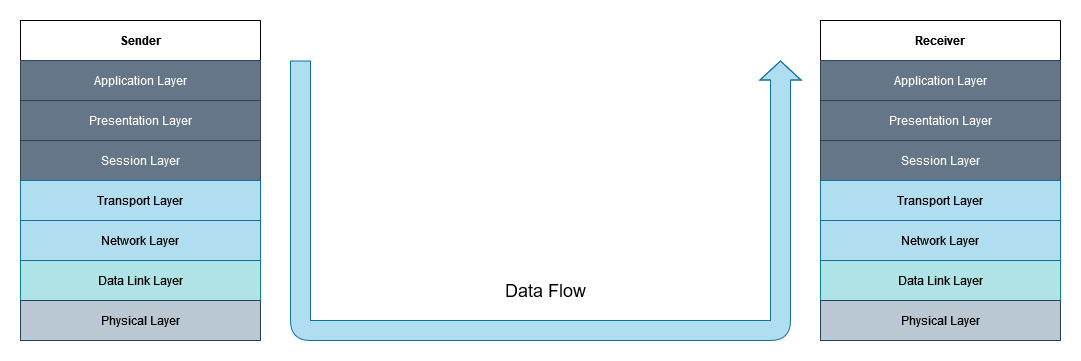 Sender
Application Layer
Presentation Layer
Session Layer
Transport Layer
Network Layer
Data Link Layer
Physical Layer
Data Flow
Receiver
Application Layer
Presentation Layer
Session Layer
Transport Layer
Network Layer
Data Link Layer
Physical Layer